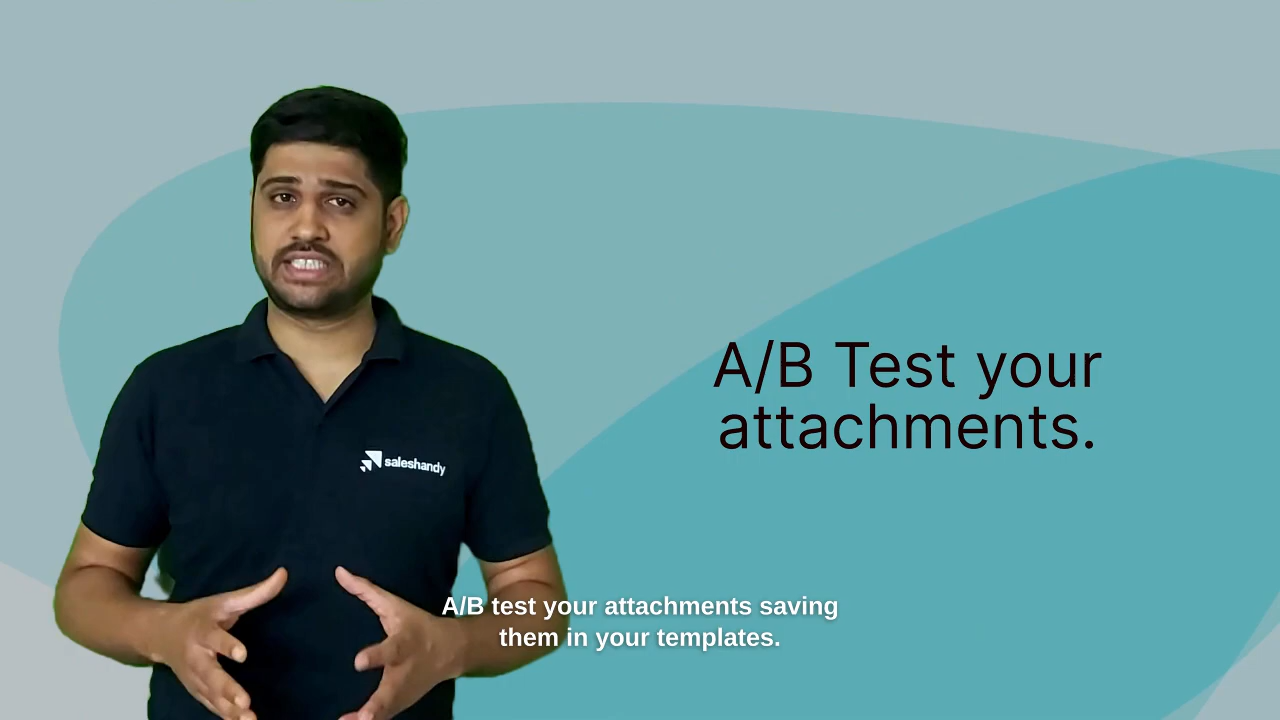 A/B Test your
attachments.
saleshandy
A/B test your attachments saving
them in your templates.